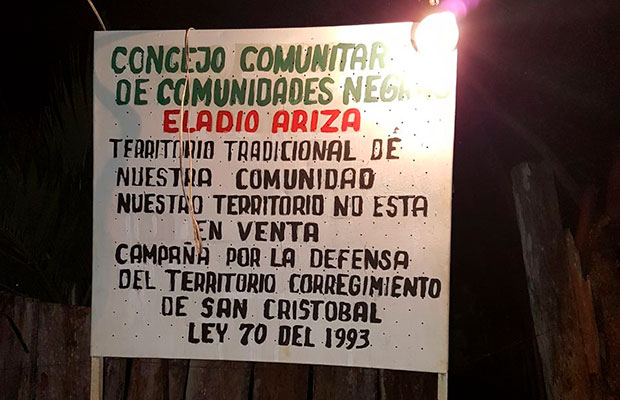 CONCEJO COMUNITAR
DE COMUNIDADES NEGRAS
ELADIO ARIZA
TERRITORIO TRADICIONAL DE
NUESTRA COMUNIDAD
NUESTRO TERRITORIO NO ESTA
EN VENTA
CAMPAÑA POR LA DEFENSA
DEL TERRITORIO CORREGIMIENTO
DE SAN CRISTOBAL
LEY 70 DEL 1993